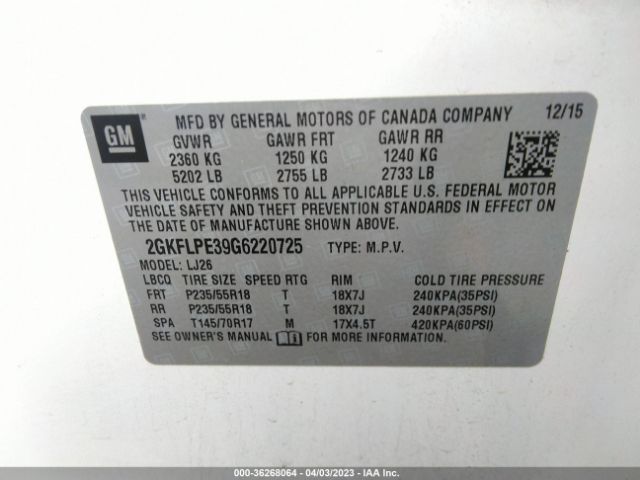 GM
MFD BY GENERAL MOTORS OF CANADA COMPANY 12/15
GVWR GAWR FRT GAWR RR
2360 KG 1250 KG 1240 KG
5202 LB 2755 LB 2733 LB
THIS VEHICLE CONFORMS TO ALL APPLICABLE U.S. FEDERAL MOTOR
VEHICLE SAFETY AND THEFT PREVENTION STANDARDS IN EFFECT ON
THE DATE OF MANUFACTURE SHOWN ABOVE.
2GKFLPE39G6220725 TYPE: M.P.V.
MODEL: LJ26
LBCQ TIRE SIZE SPEED RTG RIM COLD TIRE PRESSURE
FRT P235/55R18 T 18X7J 240KPA(35PSI)
RR P235/55R18 T 18X7J 240KPA(35PSI)
SPA T145/70R17 M 17X4.5T 420KPA(60PSI)
SEE OWNER'S MANUAL FOR MORE INFORMATION.
000-36268064 / 04/03/2023 / IAA Inc.